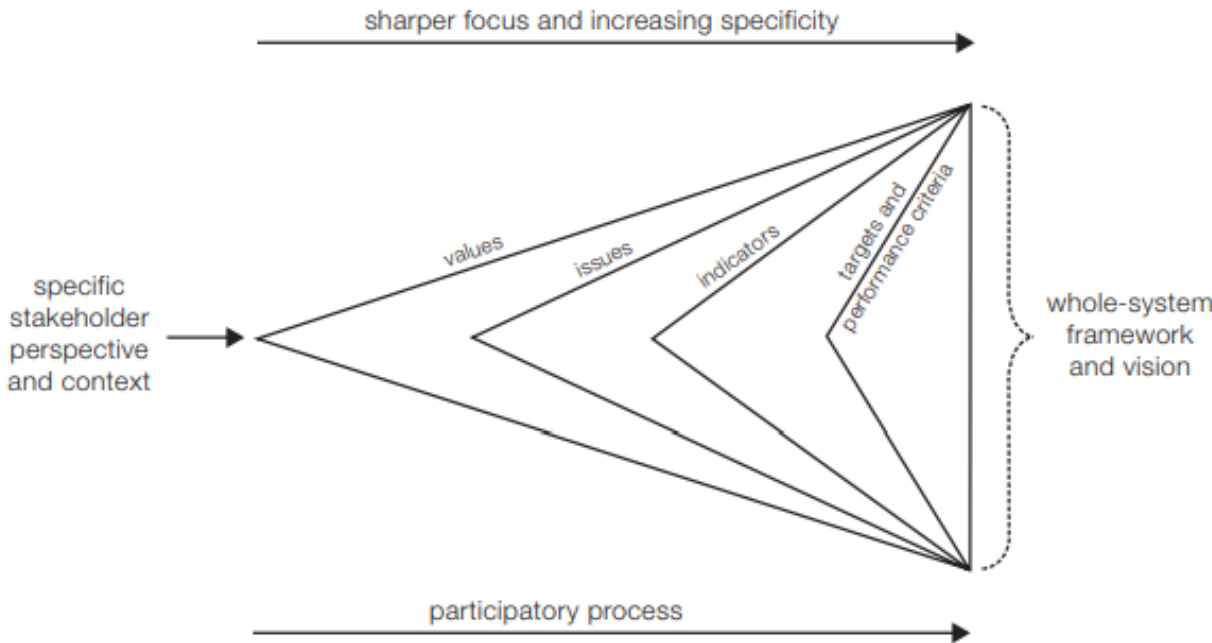 sharper focus and increasing specificity
values
issues
indicators
targets and
performance criteria
specific
stakeholder
perspective
and context
whole-system
framework
and vision
participatory process